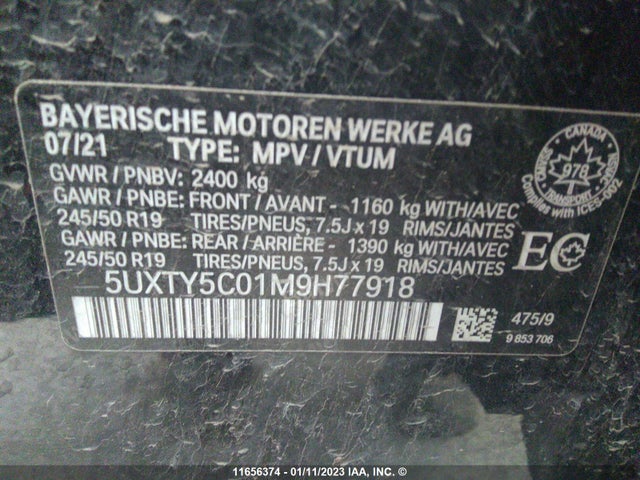 BAYERISCHE MOTOREN WERKE AG
07/21 TYPE: MPV / VTUM
GVWR / PNBV: 2400 kg
GAWR / PNBE: FRONT / AVANT - 1160 kg WITH/AVEC
245/50 R19 TIRES/PNEUS, 7.5J x 19 RIMS/JANTES
GAWR / PNBE: REAR / ARRIÈRE - 1390 kg WITH/AVEC
245/50 R19 TIRES/PNEUS, 7.5J x 19 RIMS/JANTES
5UXTY5C01M9H77918
CANADA
978
TRANSPORT
Compliant with ICES-002
EC
475/9
9 853 706
11656374 - 01/11/2023 IAA, INC. ©